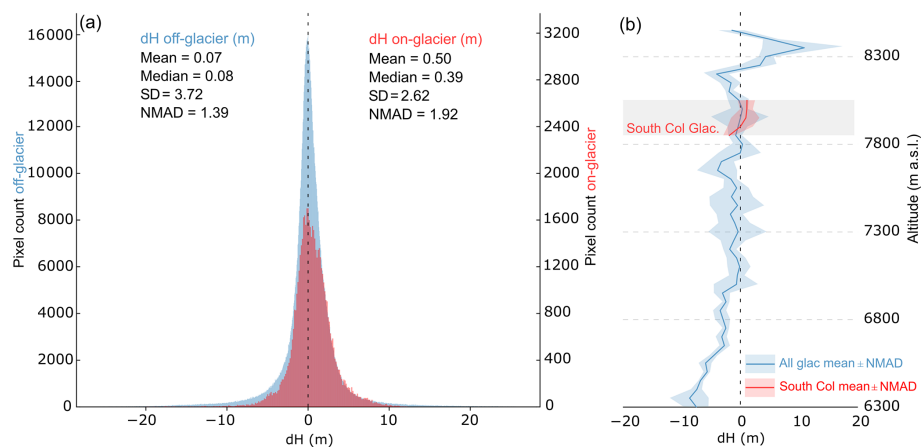 (a)
dH off-glacier (m)
Mean = 0.07
Median = 0.08
SD = 3.72
NMAD = 1.39
dH on-glacier (m)
Mean = 0.50
Median = 0.39
SD = 2.62
NMAD = 1.92
Pixel count off-glacier
16000
14000
12000
10000
8000
6000
4000
2000
0
3200
2800
2400
2000
1600
1200
800
400
0
Pixel count on-glacier
−20
−10
0
10
20
dH (m)
(b)
South Col Glac.
8300
7800
7300
6800
6300
Altitude (m a.s.l.)
All glac mean ± NMAD
South Col mean ± NMAD
−20
−10
0
10
20
dH (m)